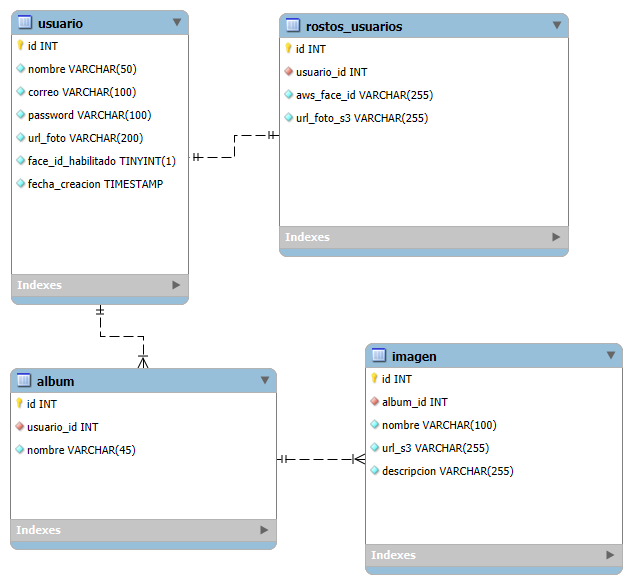 usuario
id INT
nombre VARCHAR(50)
correo VARCHAR(100)
password VARCHAR(100)
url_foto VARCHAR(200)
face_id_habilitado TINYINT(1)
fecha_creacion TIMESTAMP
Indexes
rostos_usuarios
id INT
usuario_id INT
aws_face_id VARCHAR(255)
url_foto_s3 VARCHAR(255)
Indexes
album
id INT
usuario_id INT
nombre VARCHAR(45)
Indexes
imagen
id INT
album_id INT
nombre VARCHAR(100)
url_s3 VARCHAR(255)
descripcion VARCHAR(255)
Indexes